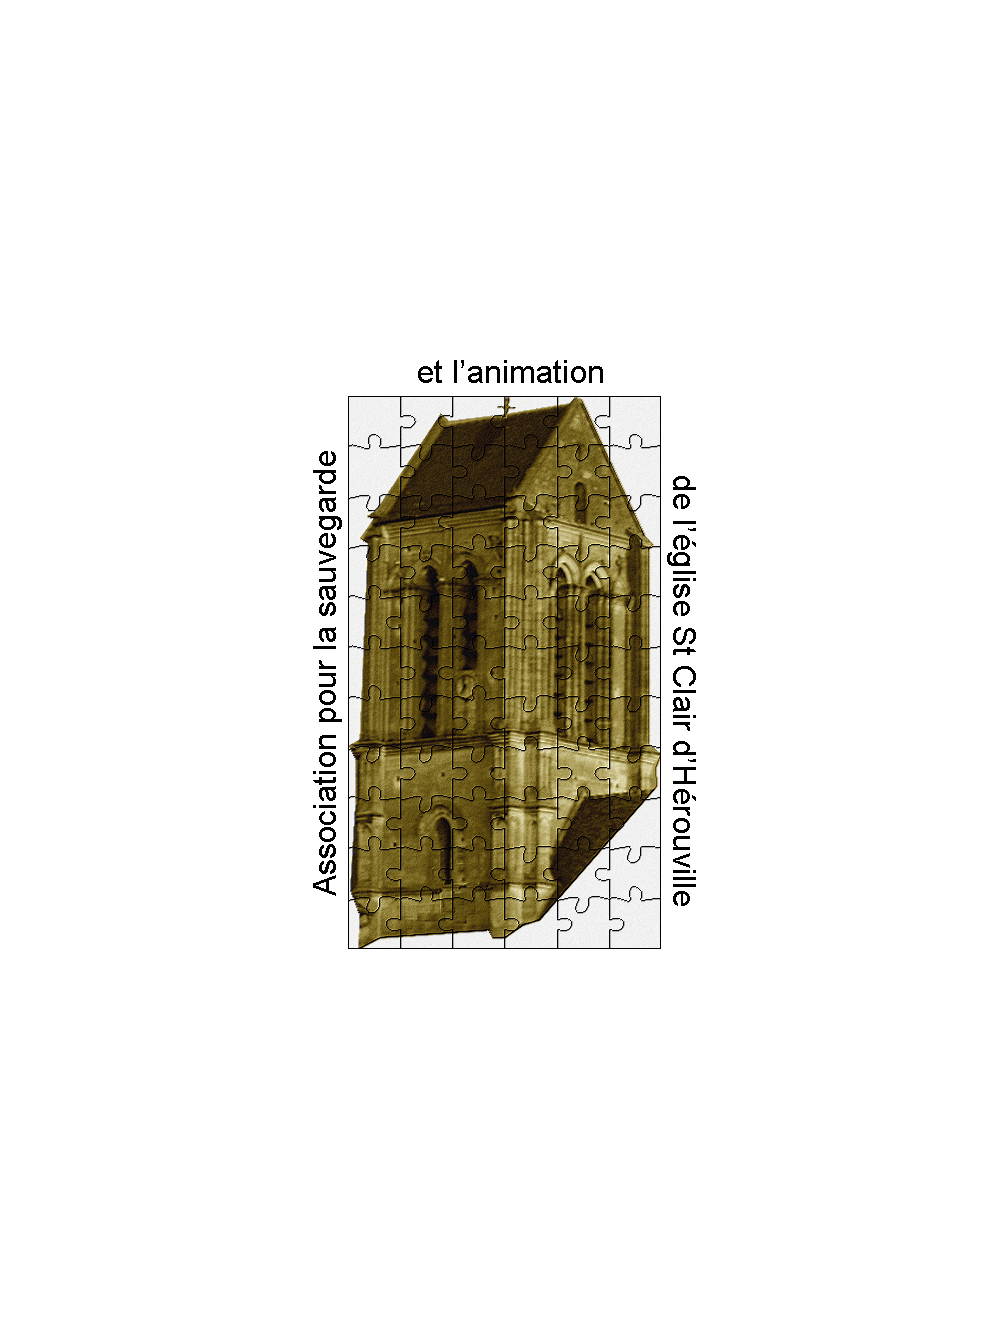 Association pour la sauvegarde
et l’animation
de l’église St Clair d’Hérouville